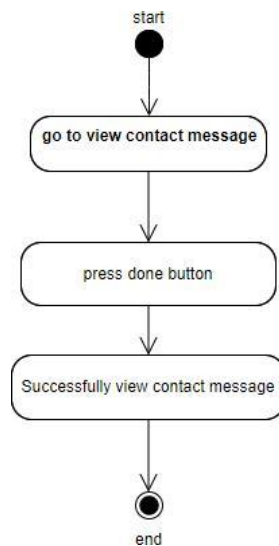 start
go to view contact message
press done button
Successfully view contact message
end